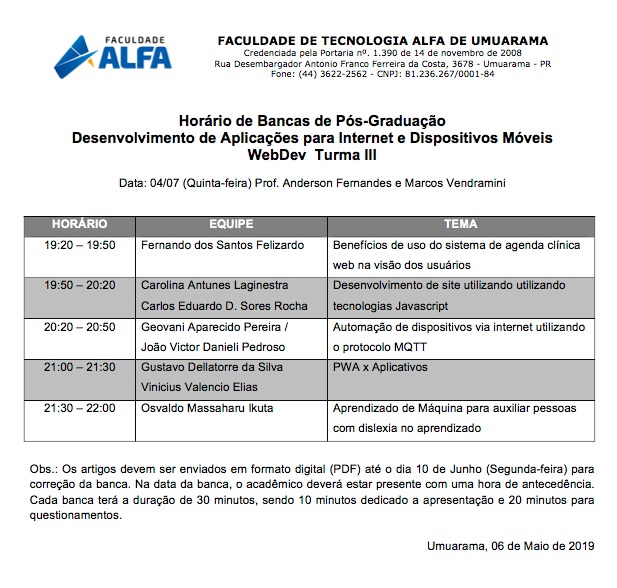 FACULDADE
ALFA
FACULDADE DE TECNOLOGIA ALFA DE UMUARAMA
Credenciada pela Portaria nº. 1.390 de 14 de novembro de 2008
Rua Desembargador Antonio Franco Ferreira da Costa, 3678 - Umuarama - PR
Fone: (44) 3622-2562 - CNPJ: 81.236.267/0001-84
Horário de Bancas de Pós-Graduação
Desenvolvimento de Aplicações para Internet e Dispositivos Móveis
WebDev Turma III
Data: 04/07 (Quinta-feira) Prof. Anderson Fernandes e Marcos Vendramini
HORÁRIO EQUIPE TEMA
19:20 – 19:50 Fernando dos Santos Felizardo Benefícios de uso do sistema de agenda clínica
web na visão dos usuários
19:50 – 20:20 Carolina Antunes Laginestra Desenvolvimento de site utilizando utilizando
Carlos Eduardo D. Sores Rocha tecnologias Javascript
20:20 – 20:50 Geovani Aparecido Pereira / Automação de dispositivos via internet utilizando
João Victor Danieli Pedroso o protocolo MQTT
21:00 – 21:30 Gustavo Dellatorre da Silva PWA x Aplicativos
Vinicius Valencio Elias
21:30 – 22:00 Osvaldo Massaharu Ikuta Aprendizado de Máquina para auxiliar pessoas
com dislexia no aprendizado
Obs.: Os artigos devem ser enviados em formato digital (PDF) até o dia 10 de Junho (Segunda-feira) para
correção da banca. Na data da banca, o acadêmico deverá estar presente com uma hora de antecedência.
Cada banca terá a duração de 30 minutos, sendo 10 minutos dedicado a apresentação e 20 minutos para
questionamentos.
Umuarama, 06 de Maio de 2019